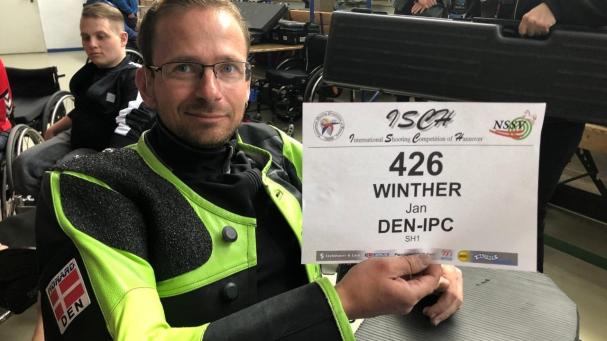 ISCH
International Shooting Competition of Hannover
NSSV
426
WINTHER
Jan
DEN-IPC
SH1
DEN